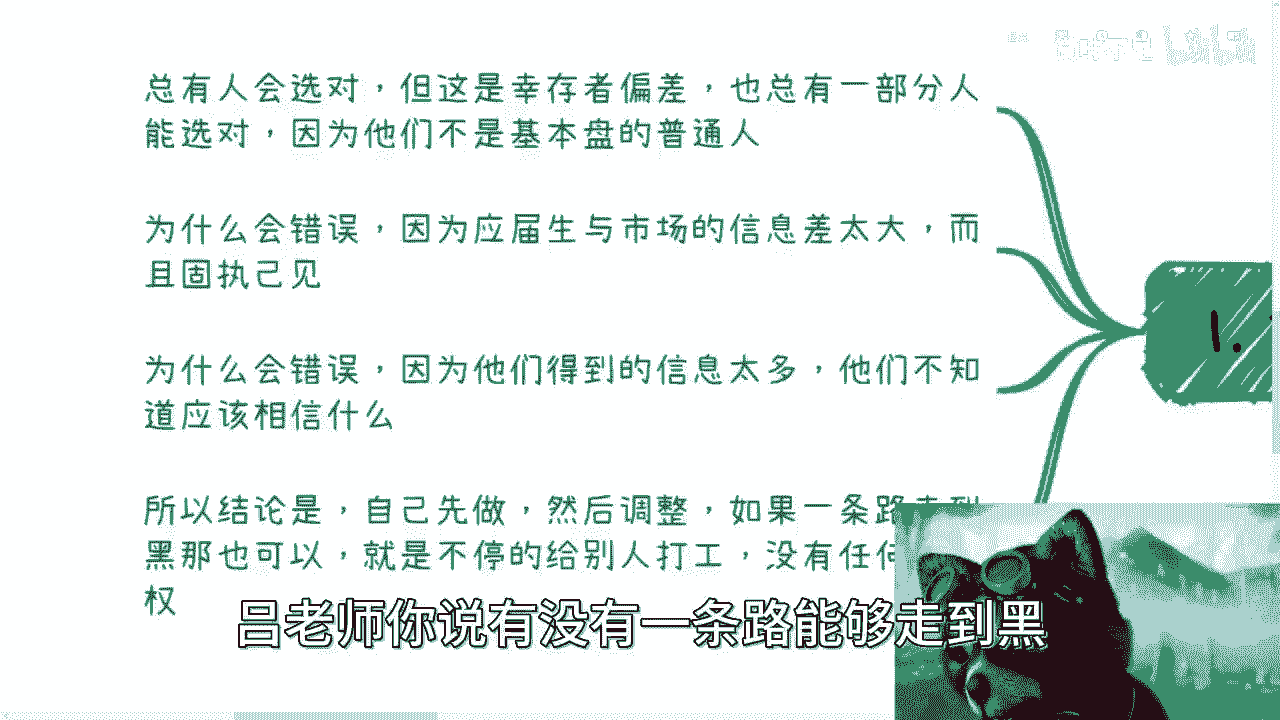 总有人会选对，但这是幸存者偏差，也总有一部分人
能选对，因为他们不是基本盘的普通人
为什么会错误，因为应届生与市场的信息差太大，而
且固执己见
为什么会错误，因为他们得到的信息太多，他们不知
道应该相信什么
所以结论是，自己先做，然后调整，如果一条路走到
黑那也可以，就是不停的给别人打工，没有任何
权
1.
吕老师你说有没有一条路能够走到黑